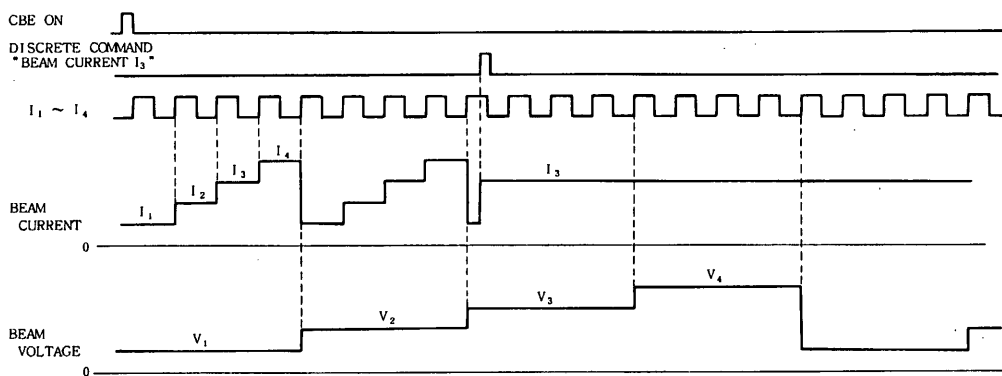 CBE ON
DISCRETE COMMAND
"BEAM CURRENT I₃"
I₁ ~ I₄
I₁
I₂
I₃
I₄
I₃
BEAM
CURRENT
0
V₁
V₂
V₃
V₄
BEAM
VOLTAGE
0